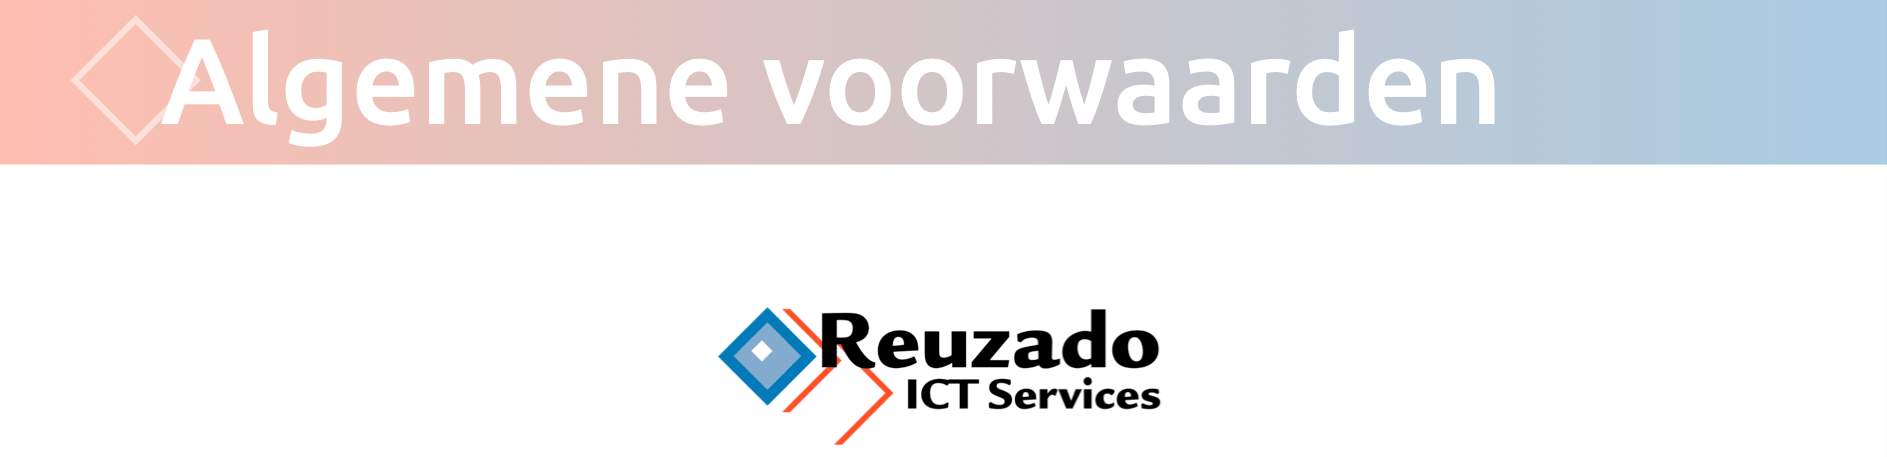 Algemene voorwaarden
Reuzado
ICT Services